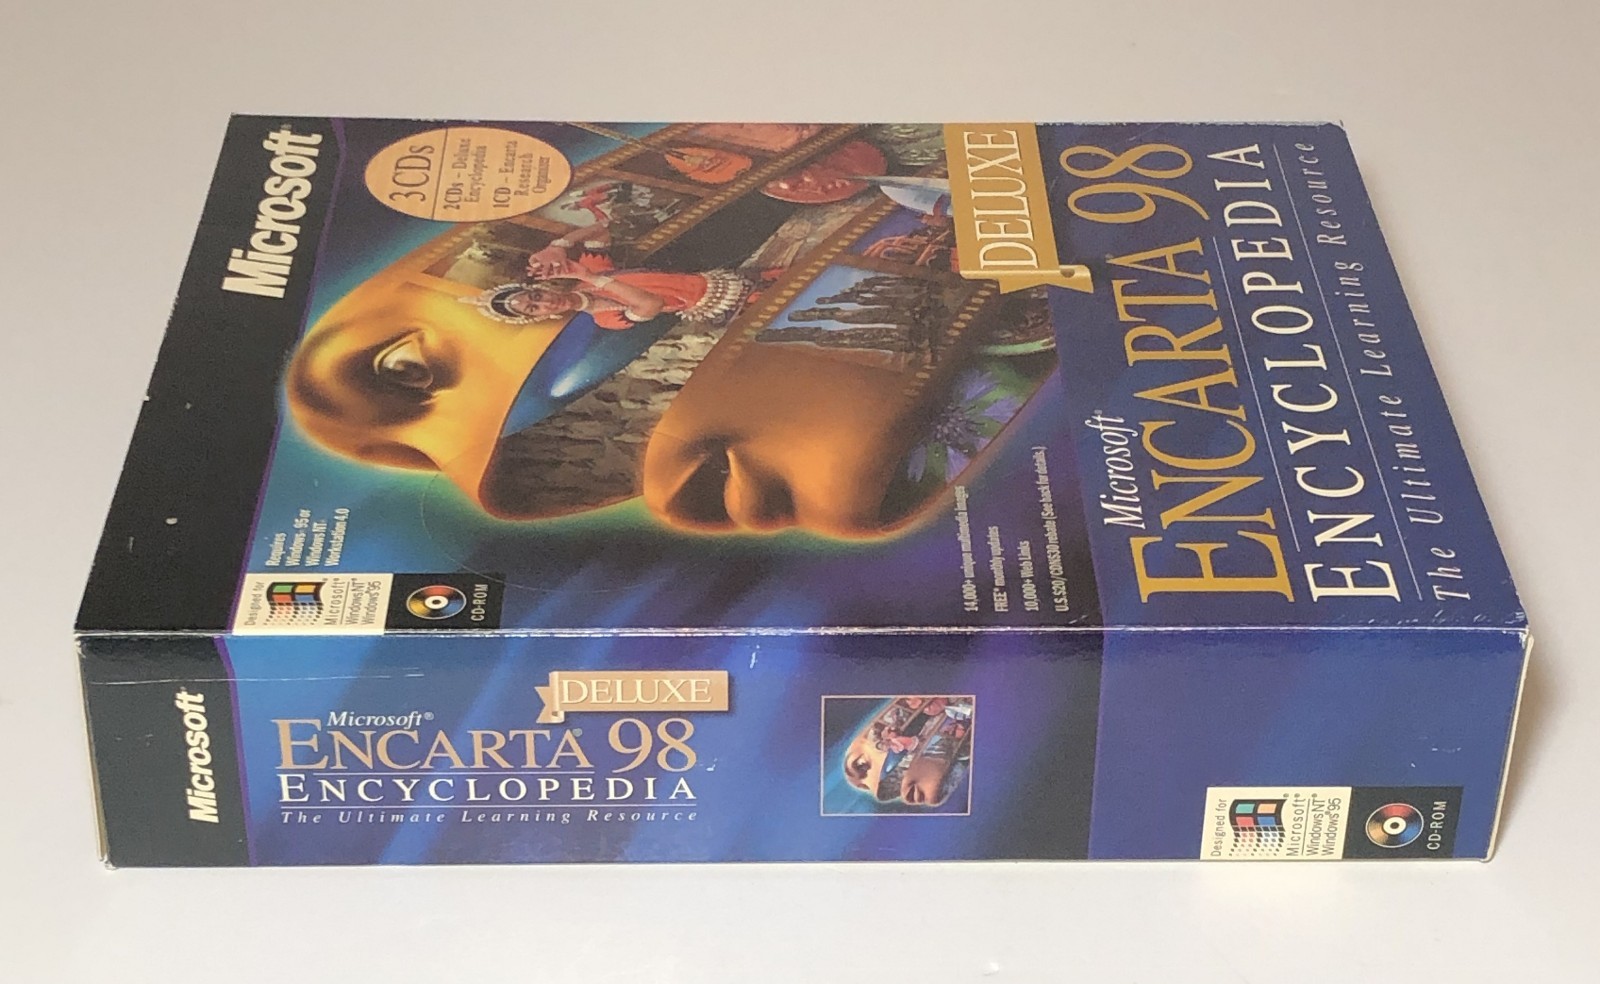 Microsoft®
3 CDs
2 CDs – Deluxe
Encyclopedia
1 CD – Encarta
Research
Organizer
Requires
Windows® 95 or
Windows NT®
Workstation 4.0
Designed for
Microsoft®
Windows NT®
Windows®95
CD-ROM
DELUXE
14,000+ unique multimedia images
FREE* monthly updates
10,000+ Web Links
Microsoft®
ENCARTA® 98
ENCYCLOPEDIA
The Ultimate Learning Resource
Microsoft®
DELUXE
Microsoft®
ENCARTA® 98
ENCYCLOPEDIA
The Ultimate Learning Resource
Designed for
Microsoft®
Windows NT®
Windows®95
CD-ROM